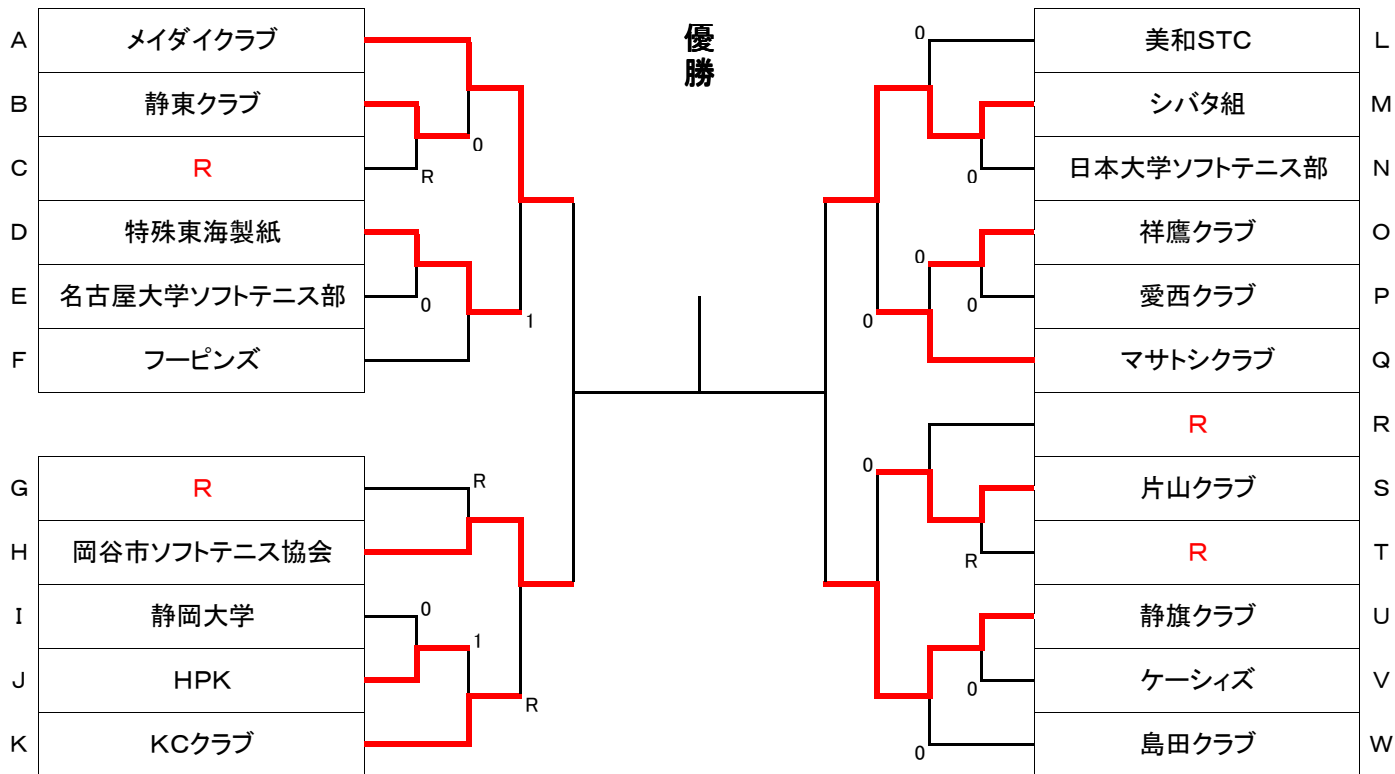 優勝
A メイダイクラブ
B 静東クラブ
0
C R
R
D 特殊東海製紙
E 名古屋大学ソフトテニス部
0
1
F フーピンズ
G R
R
H 岡谷市ソフトテニス協会
I 静岡大学
0
1
J HPK
R
K KCクラブ
0
美和STC L
シバタ組 M
0
日本大学ソフトテニス部 N
祥鷹クラブ O
0
0
愛西クラブ P
0
マサトシクラブ Q
R R
0
片山クラブ S
R
R T
静旗クラブ U
0
ケーシィズ V
0
島田クラブ W